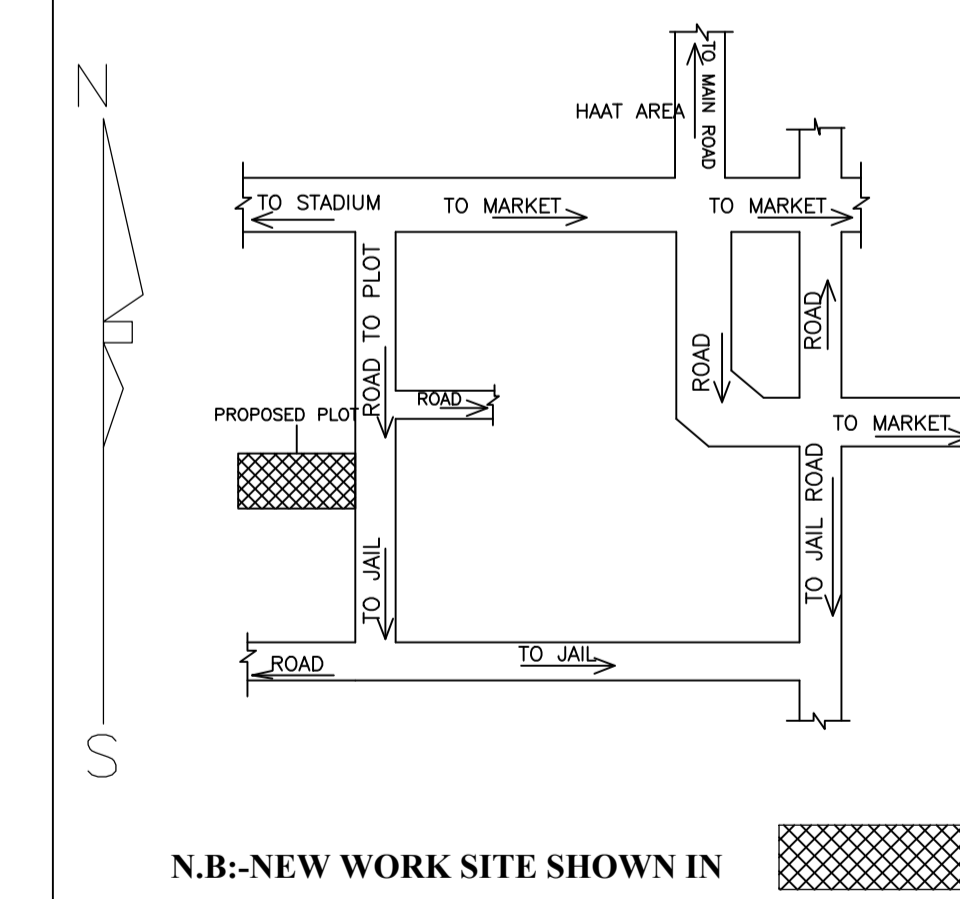 N
TO MAIN ROAD
HAAT AREA
TO STADIUM
TO MARKET
TO MARKET
ROAD TO PLOT
ROAD
ROAD
ROAD
PROPOSED PLOT
TO MARKET
TO JAIL ROAD
TO JAIL
ROAD
TO JAIL
S
N.B:-NEW WORK SITE SHOWN IN